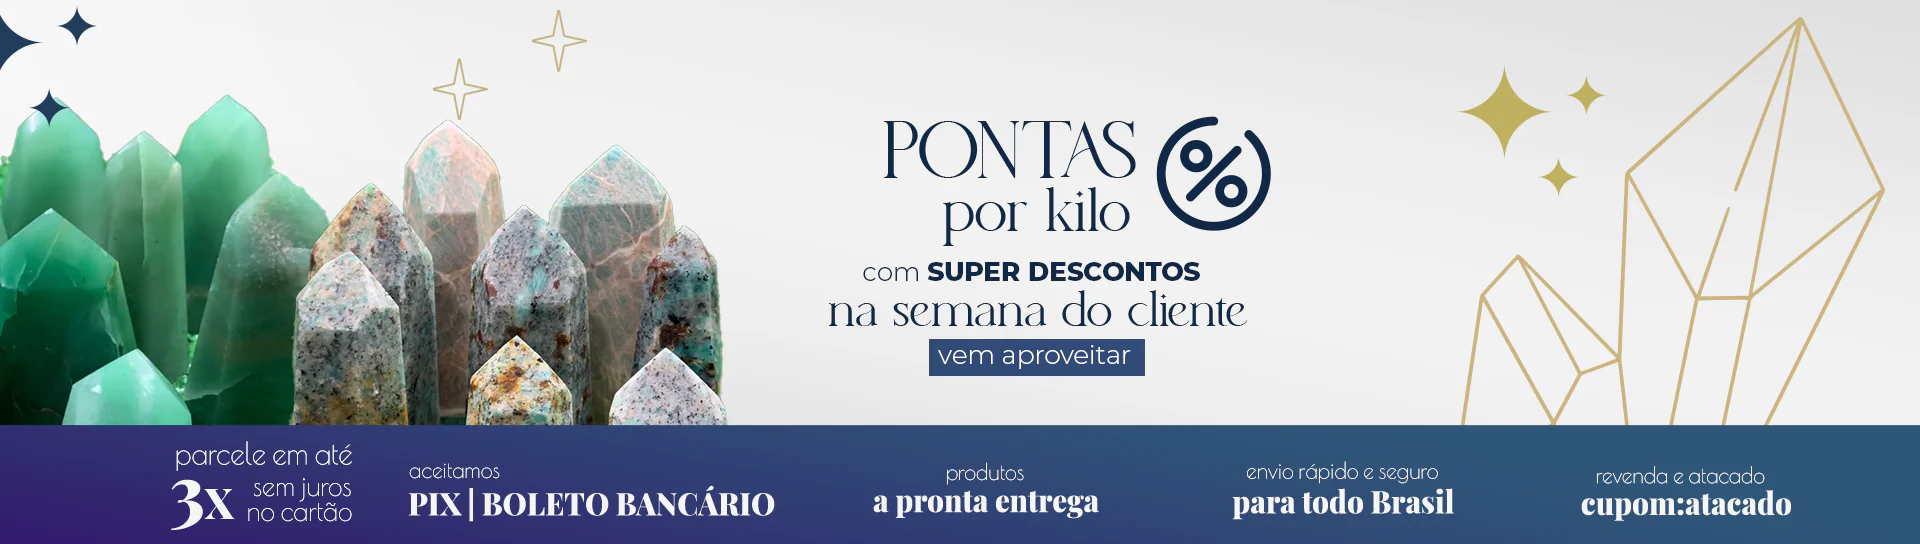 PONTAS
por kilo
%
com SUPER DESCONTOS
na semana do cliente
vem aproveitar
parcele em até
3x sem juros
no cartão
aceitamos
PIX | BOLETO BANCÁRIO
produtos
a pronta entrega
envio rápido e seguro
para todo Brasil
revenda e atacado
cupom:atacado